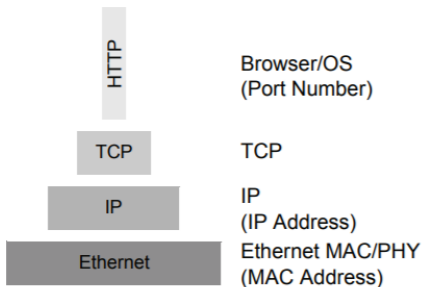 HTTP
Browser/OS
(Port Number)
TCP
TCP
IP
IP
(IP Address)
Ethernet
Ethernet MAC/PHY
(MAC Address)